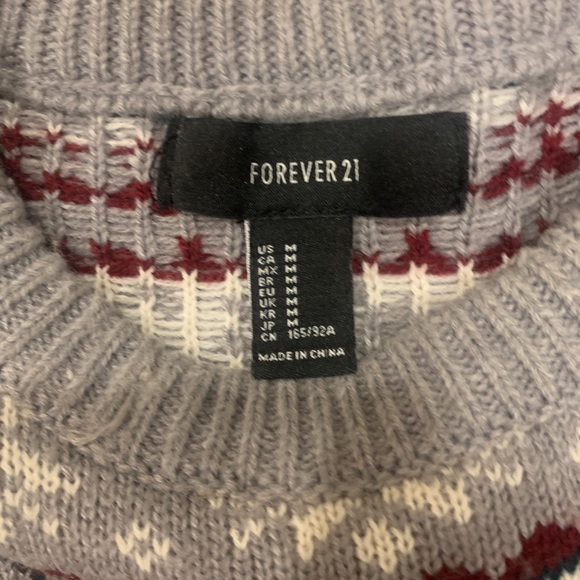 FOREVER 21
US M
CA M
MX M
BR M
EU M
UK M
KR M
JP M
CN 165/92A
MADE IN CHINA